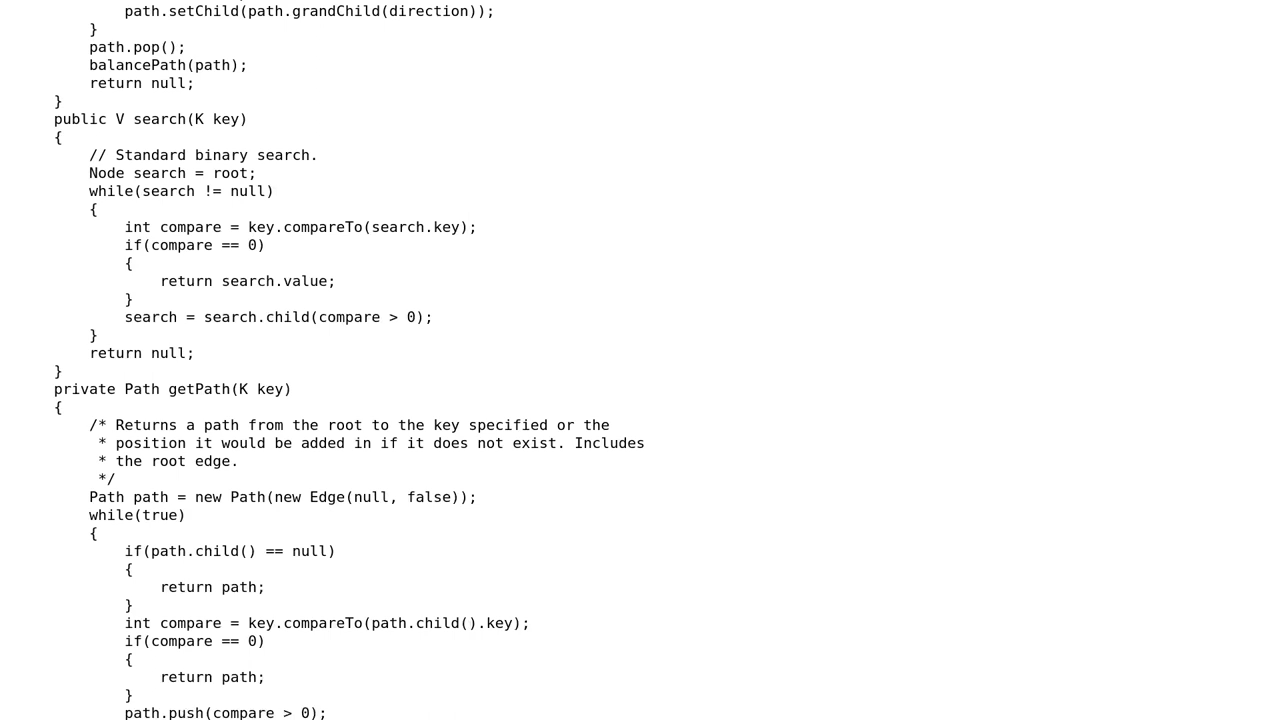 path.setChild(path.grandChild(direction));
        }
        path.pop();
        balancePath(path);
        return null;
    }
    public V search(K key)
    {
        // Standard binary search.
        Node search = root;
        while(search != null)
        {
            int compare = key.compareTo(search.key);
            if(compare == 0)
            {
                return search.value;
            }
            search = search.child(compare > 0);
        }
        return null;
    }
    private Path getPath(K key)
    {
        /* Returns a path from the root to the key specified or the
         * position it would be added in if it does not exist. Includes
         * the root edge.
         */
        Path path = new Path(new Edge(null, false));
        while(true)
        {
            if(path.child() == null)
            {
                return path;
            }
            int compare = key.compareTo(path.child().key);
            if(compare == 0)
            {
                return path;
            }
            path.push(compare > 0);